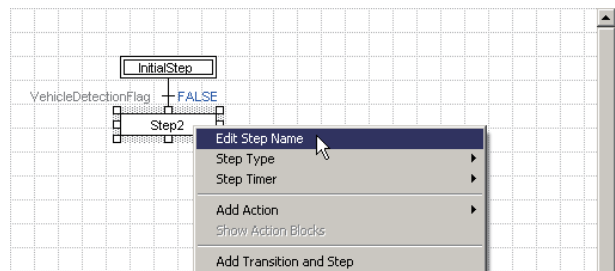 InitialStep
VehicleDetectionFlag FALSE
Step2
Edit Step Name
Step Type
Step Timer
Add Action
Show Action Blocks
Add Transition and Step